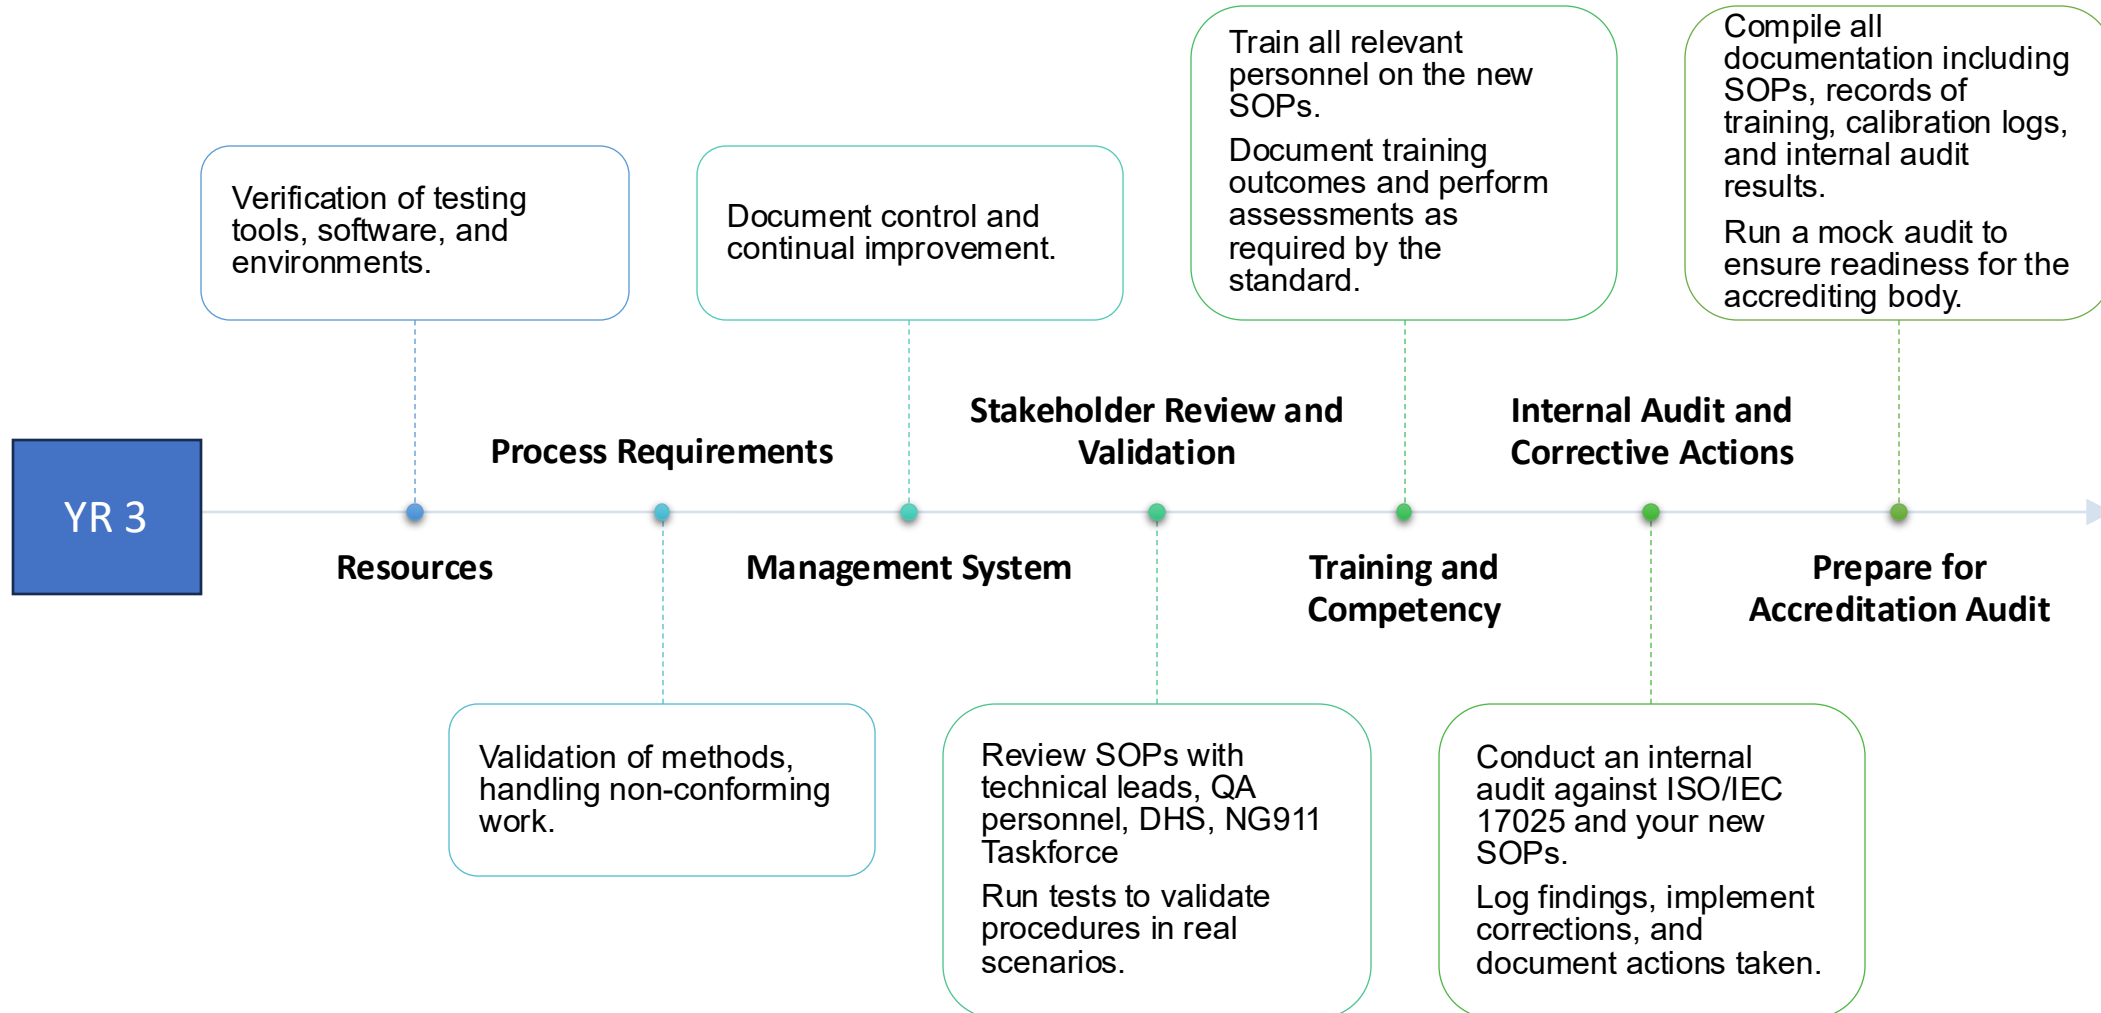 YR 3
Verification of testing
tools, software, and
environments.
Resources
Process Requirements
Validation of methods,
handling non-conforming
work.
Document control and
continual improvement.
Management System
Stakeholder Review and
Validation
Review SOPs with
technical leads, QA
personnel, DHS, NG911
Taskforce
Run tests to validate
procedures in real
scenarios.
Train all relevant
personnel on the new
SOPs.
Document training
outcomes and perform
assessments as
required by the
standard.
Training and
Competency
Internal Audit and
Corrective Actions
Conduct an internal
audit against ISO/IEC
17025 and your new
SOPs.
Log findings, implement
corrections, and
document actions taken.
Compile all
documentation including
SOPs, records of
training, calibration logs,
and internal audit
results.
Run a mock audit to
ensure readiness for the
accrediting body.
Prepare for
Accreditation Audit